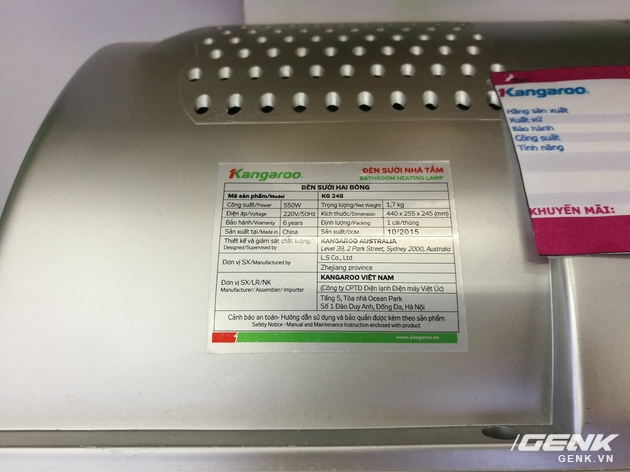 Kangaroo
Hãng sản xuất
Xuất xứ
Bảo hành
Công suất
Tính năng
KHUYẾN MÃI:
Kangaroo
ĐÈN SƯỞI NHÀ TẮM
BATHROOM HEATING LAMP
ĐÈN SƯỞI HAI BÓNG
Mã sản phẩm/Model KG 248
Công suất/Power 550W Trọng lượng/Net Weight 1,7 kg
Điện áp/Voltage 220V/50Hz Kích thước/Dimension 440 x 255 x 245 (mm)
Bảo hành/Warranty 6 years Định lượng/Packing 1 cái/thùng
Sản xuất tại/Made in China Sản xuất/DOM 10/2015
Thiết kế và giám sát chất lượng/ KANGAROO AUSTRALIA
Designed/Supervised by Level 39, 2 Park Street, Sydney 2000, Australia
Đơn vị SX/Manufactured by L.S Co., Ltd
Zhejiang province
Đơn vị SX/LR/NK KANGAROO VIỆT NAM
Manufacturer/Assembler/Importer (Công ty CPTĐ Điện lạnh Điện máy Việt Úc)
Tầng 5, Tòa nhà Ocean Park
Số 1 Đào Duy Anh, Đống Đa, Hà Nội
Cảnh báo an toàn- Hướng dẫn sử dụng và bảo quản được kèm theo sản phẩm
Safety Notice - Manual and Maintenance Instruction enclosed with product
www.kangaroo.vn
GENK
GENK.VN